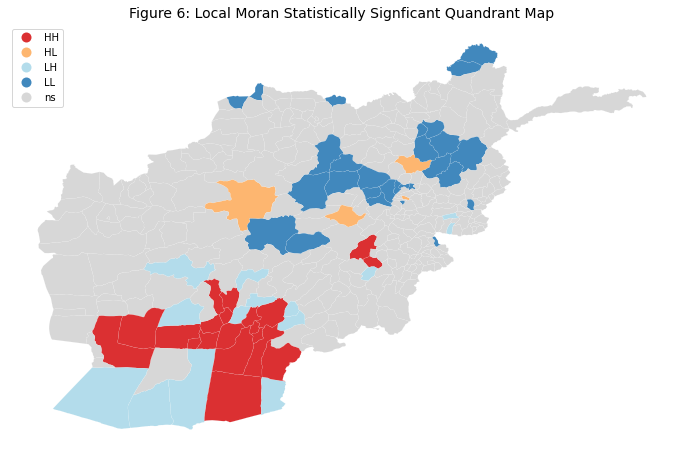 Figure 6: Local Moran Statistically Signficant Quandrant Map
HH
HL
LH
LL
ns